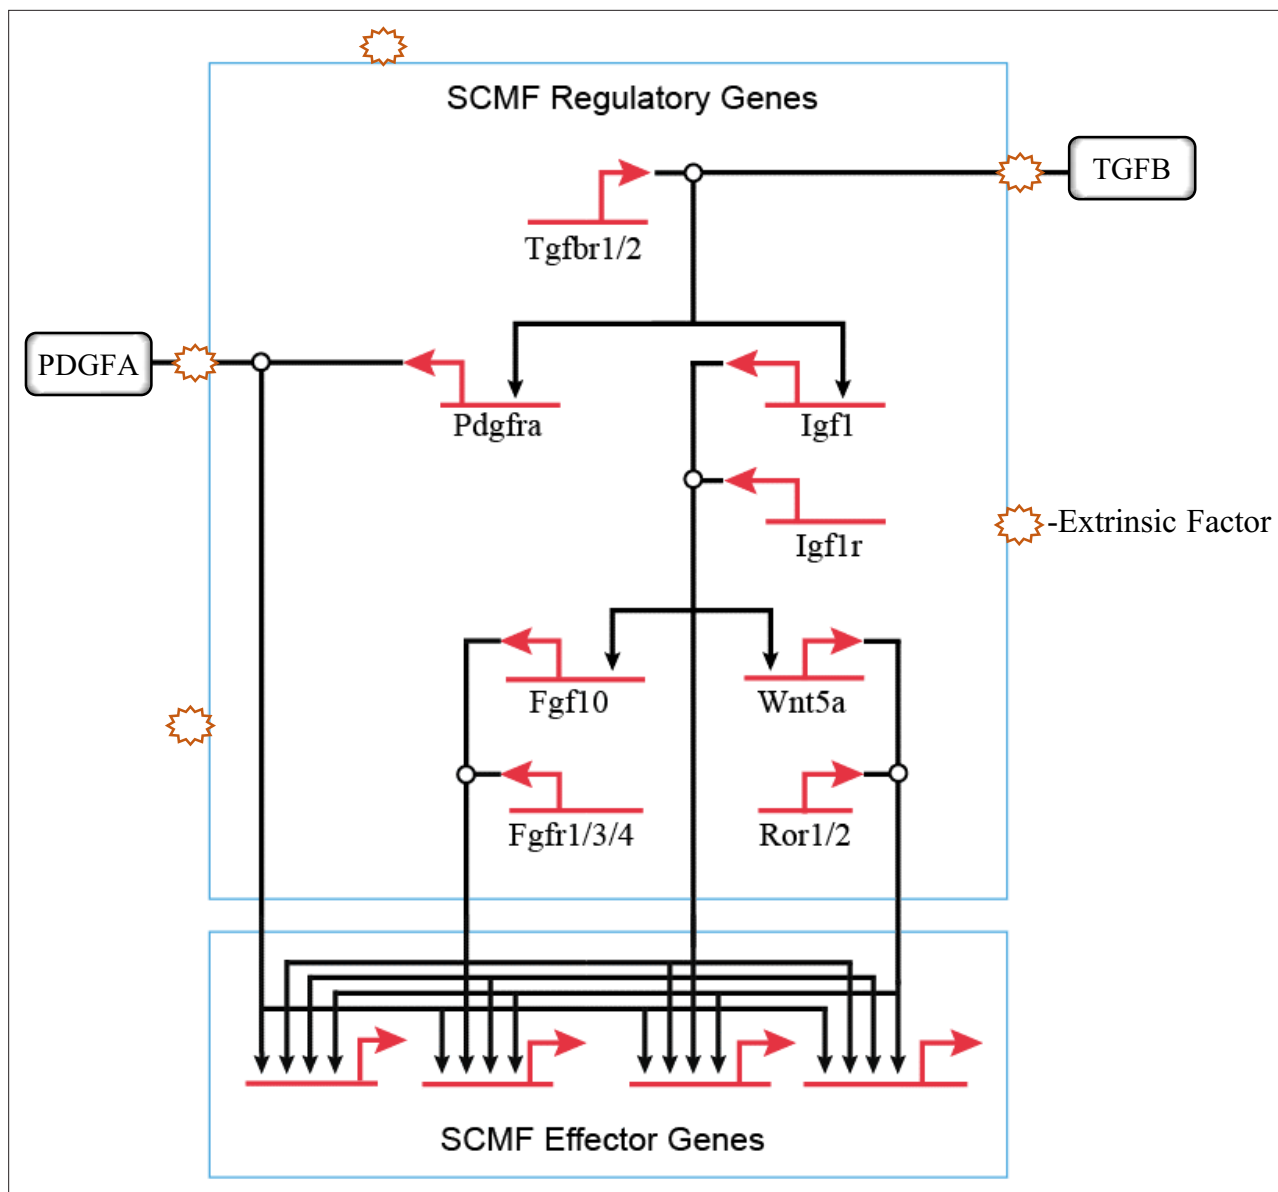 SCMF Regulatory Genes
TGFB
Tgfbr1/2
PDGFA
Pdgfra
Igf1
Igf1r
-Extrinsic Factor
Fgf10
Wnt5a
Fgfr1/3/4
Ror1/2
SCMF Effector Genes